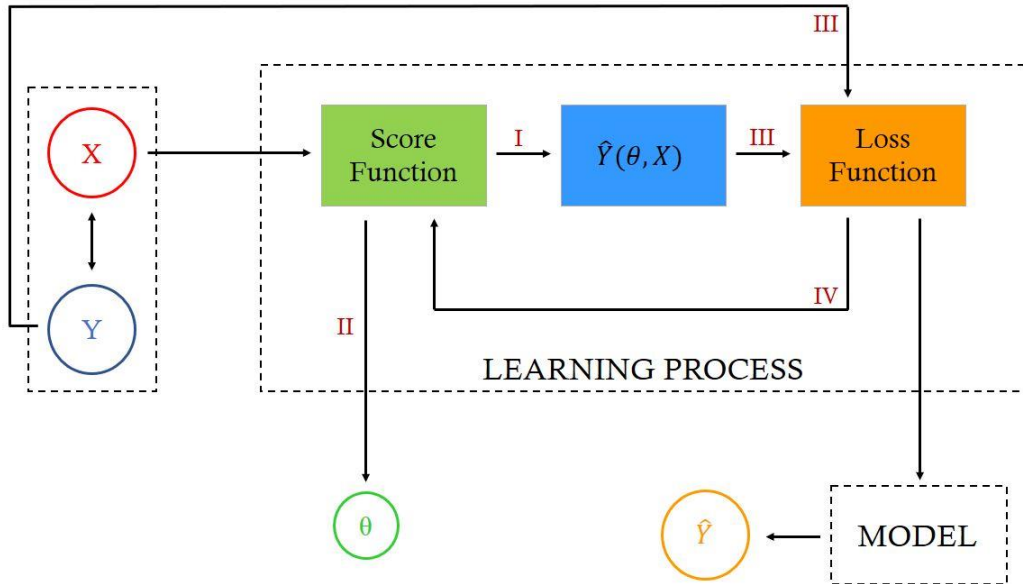 III
X
Score
Function
I
Ŷ(θ, X)
III
Loss
Function
Y
II
IV
LEARNING PROCESS
θ
Ŷ
MODEL